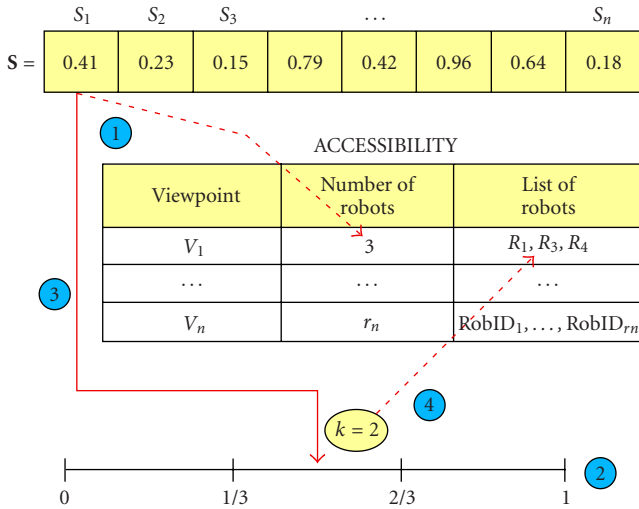 S1 S2 S3 ... Sn
S = 0.41 0.23 0.15 0.79 0.42 0.96 0.64 0.18
1
ACCESSIBILITY
Viewpoint Number of robots List of robots
V1 3 R1, R3, R4
... ... ...
3
Vn rn RobID1, ..., RobIDrn
4
k = 2
2
0 1/3 2/3 1